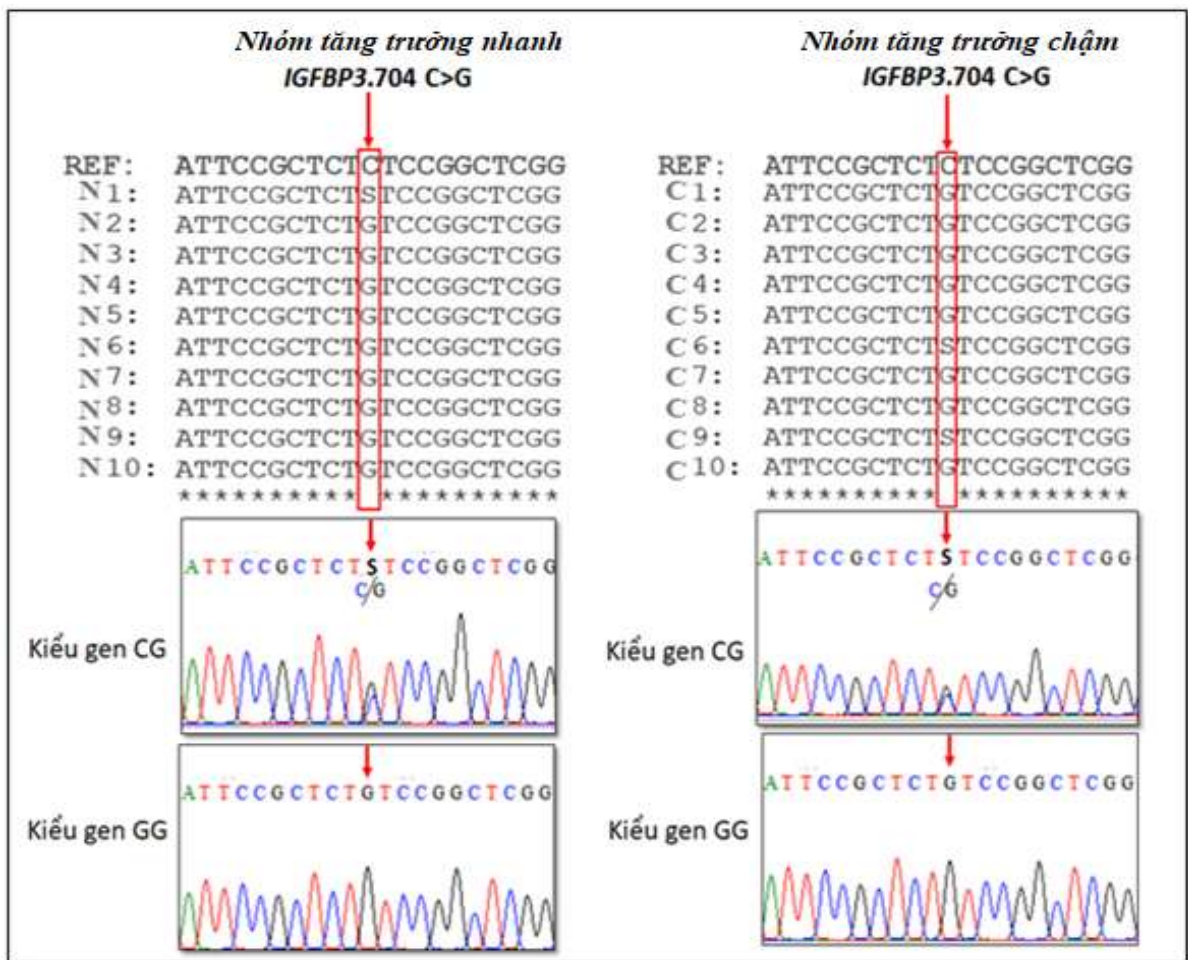 Nhóm tăng trưởng nhanh
IGFBP3.704 C>G
REF: ATTCCGCTCTCTCCGGCTCGG
N1: ATTCCGCTCTSTCCGGCTCGG
N2: ATTCCGCTCTGTCCGGCTCGG
N3: ATTCCGCTCTGTCCGGCTCGG
N4: ATTCCGCTCTGTCCGGCTCGG
N5: ATTCCGCTCTGTCCGGCTCGG
N6: ATTCCGCTCTGTCCGGCTCGG
N7: ATTCCGCTCTGTCCGGCTCGG
N8: ATTCCGCTCTGTCCGGCTCGG
N9: ATTCCGCTCTGTCCGGCTCGG
N10: ATTCCGCTCTGTCCGGCTCGG
********** **********
Nhóm tăng trưởng chậm
IGFBP3.704 C>G
REF: ATTCCGCTCTCTCCGGCTCGG
C1: ATTCCGCTCTGTCCGGCTCGG
C2: ATTCCGCTCTGTCCGGCTCGG
C3: ATTCCGCTCTGTCCGGCTCGG
C4: ATTCCGCTCTGTCCGGCTCGG
C5: ATTCCGCTCTGTCCGGCTCGG
C6: ATTCCGCTCTSTCCGGCTCGG
C7: ATTCCGCTCTGTCCGGCTCGG
C8: ATTCCGCTCTGTCCGGCTCGG
C9: ATTCCGCTCTSTCCGGCTCGG
C10: ATTCCGCTCTGTCCGGCTCGG
********** **********
Kiểu gen CG
ATTCCGCTCTSTCCGGCTCGG
C/G
Kiểu gen GG
ATTCCGCTCTGTCCGGCTCGG
Kiểu gen CG
ATTCCGCTCTSTCCGGCTCGG
C/G
Kiểu gen GG
ATTCCGCTCTGTCCGGCTCGG